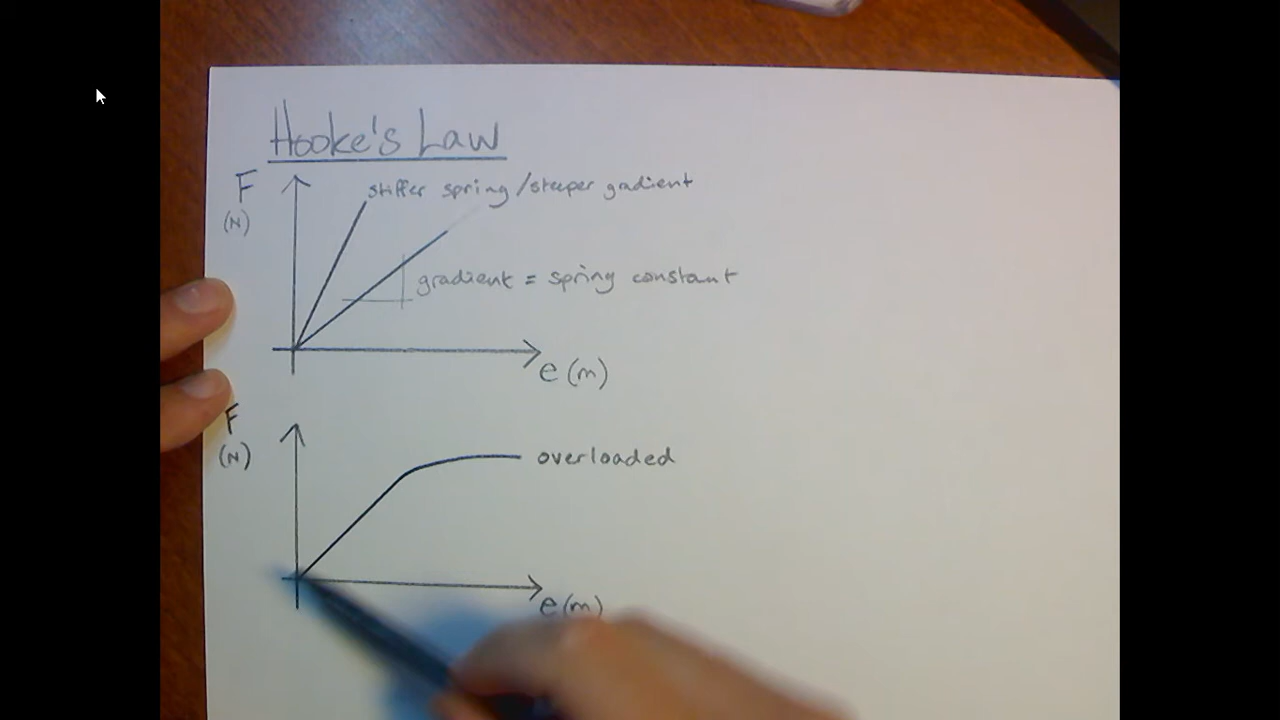 Hooke's Law
F
(N)
stiffer spring/steeper gradient
gradient = spring constant
e (m)
F
(N)
overloaded
e (m)